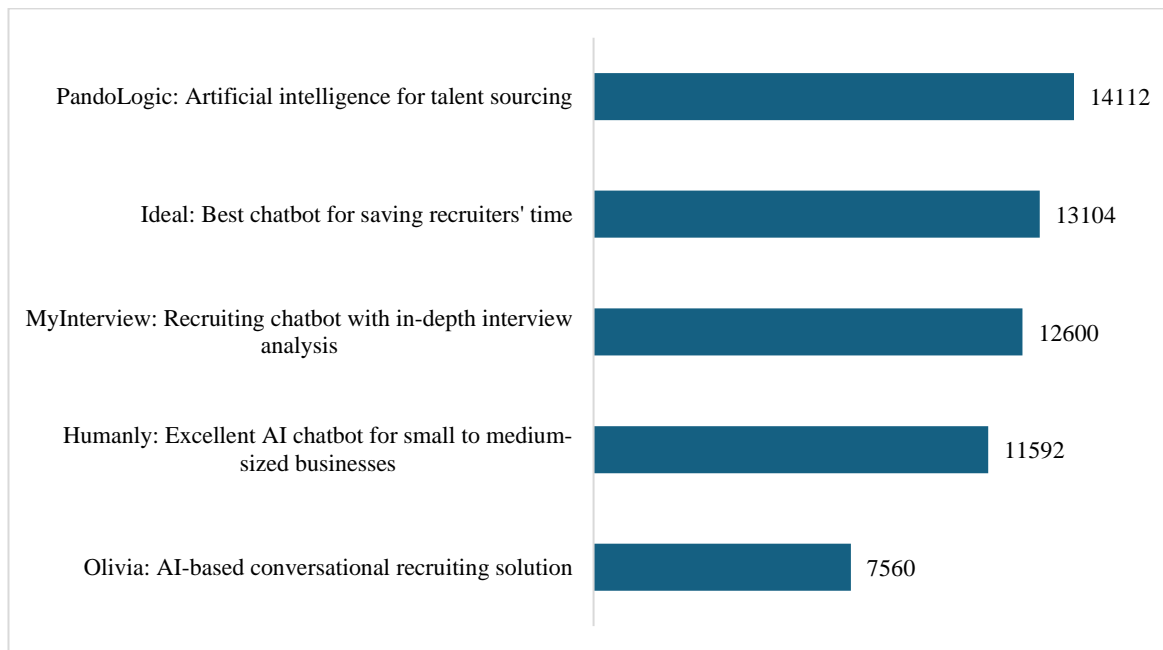 PandoLogic: Artificial intelligence for talent sourcing
14112
Ideal: Best chatbot for saving recruiters' time
13104
MyInterview: Recruiting chatbot with in-depth interview
analysis
12600
Humanly: Excellent AI chatbot for small to medium-
sized businesses
11592
Olivia: AI-based conversational recruiting solution
7560